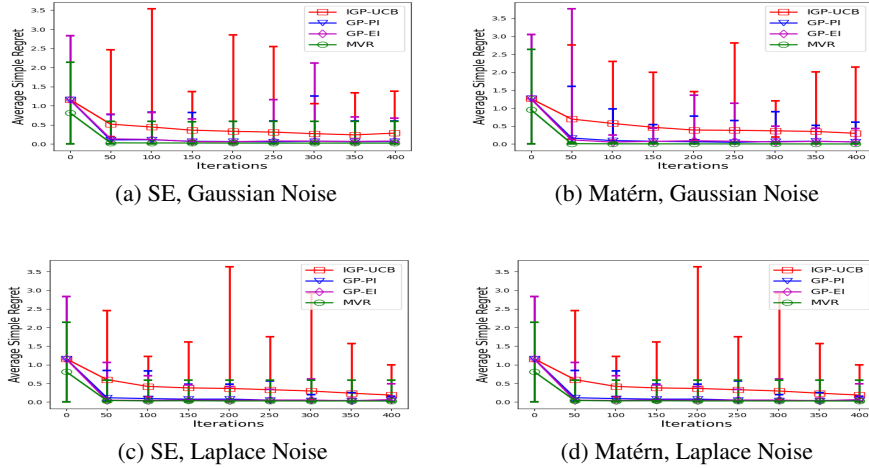 3.5
3.0
2.5
2.0
1.5
1.0
0.5
0.0
Average Simple Regret
IGP-UCB
GP-PI
GP-EI
MVR
0 50 100 150 200 250 300 350 400
Iterations
(a) SE, Gaussian Noise
3.5
3.0
2.5
2.0
1.5
1.0
0.5
0.0
Average Simple Regret
IGP-UCB
GP-PI
GP-EI
MVR
0 50 100 150 200 250 300 350 400
Iterations
(b) Matérn, Gaussian Noise
3.5
3.0
2.5
2.0
1.5
1.0
0.5
0.0
Average Simple Regret
IGP-UCB
GP-PI
GP-EI
MVR
0 50 100 150 200 250 300 350 400
Iterations
(c) SE, Laplace Noise
3.5
3.0
2.5
2.0
1.5
1.0
0.5
0.0
Average Simple Regret
IGP-UCB
GP-PI
GP-EI
MVR
0 50 100 150 200 250 300 350 400
Iterations
(d) Matérn, Laplace Noise